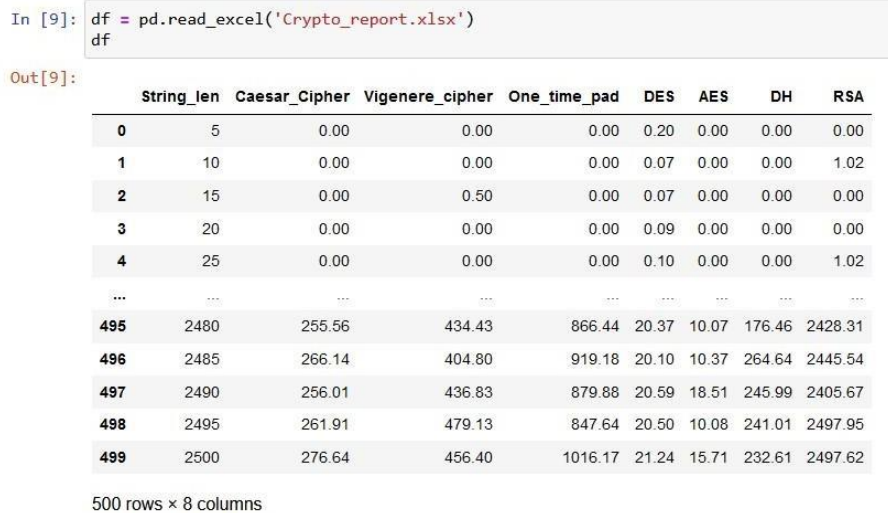 In [9]: df = pd.read_excel('Crypto_report.xlsx')
df
Out[9]:
String_len Caesar_Cipher Vigenere_cipher One_time_pad DES AES DH RSA
0 5 0.00 0.00 0.00 0.20 0.00 0.00 0.00
1 10 0.00 0.00 0.00 0.07 0.00 0.00 1.02
2 15 0.00 0.50 0.00 0.07 0.00 0.00 0.00
3 20 0.00 0.00 0.00 0.09 0.00 0.00 0.00
4 25 0.00 0.00 0.00 0.10 0.00 0.00 1.02
... ... ... ... ... ... ... ... ...
495 2480 255.56 434.43 866.44 20.37 10.07 176.46 2428.31
496 2485 266.14 404.80 919.18 20.10 10.37 264.64 2445.54
497 2490 256.01 436.83 879.88 20.59 18.51 245.99 2405.67
498 2495 261.91 479.13 847.64 20.50 10.08 241.01 2497.95
499 2500 276.64 456.40 1016.17 21.24 15.71 232.61 2497.62
500 rows × 8 columns